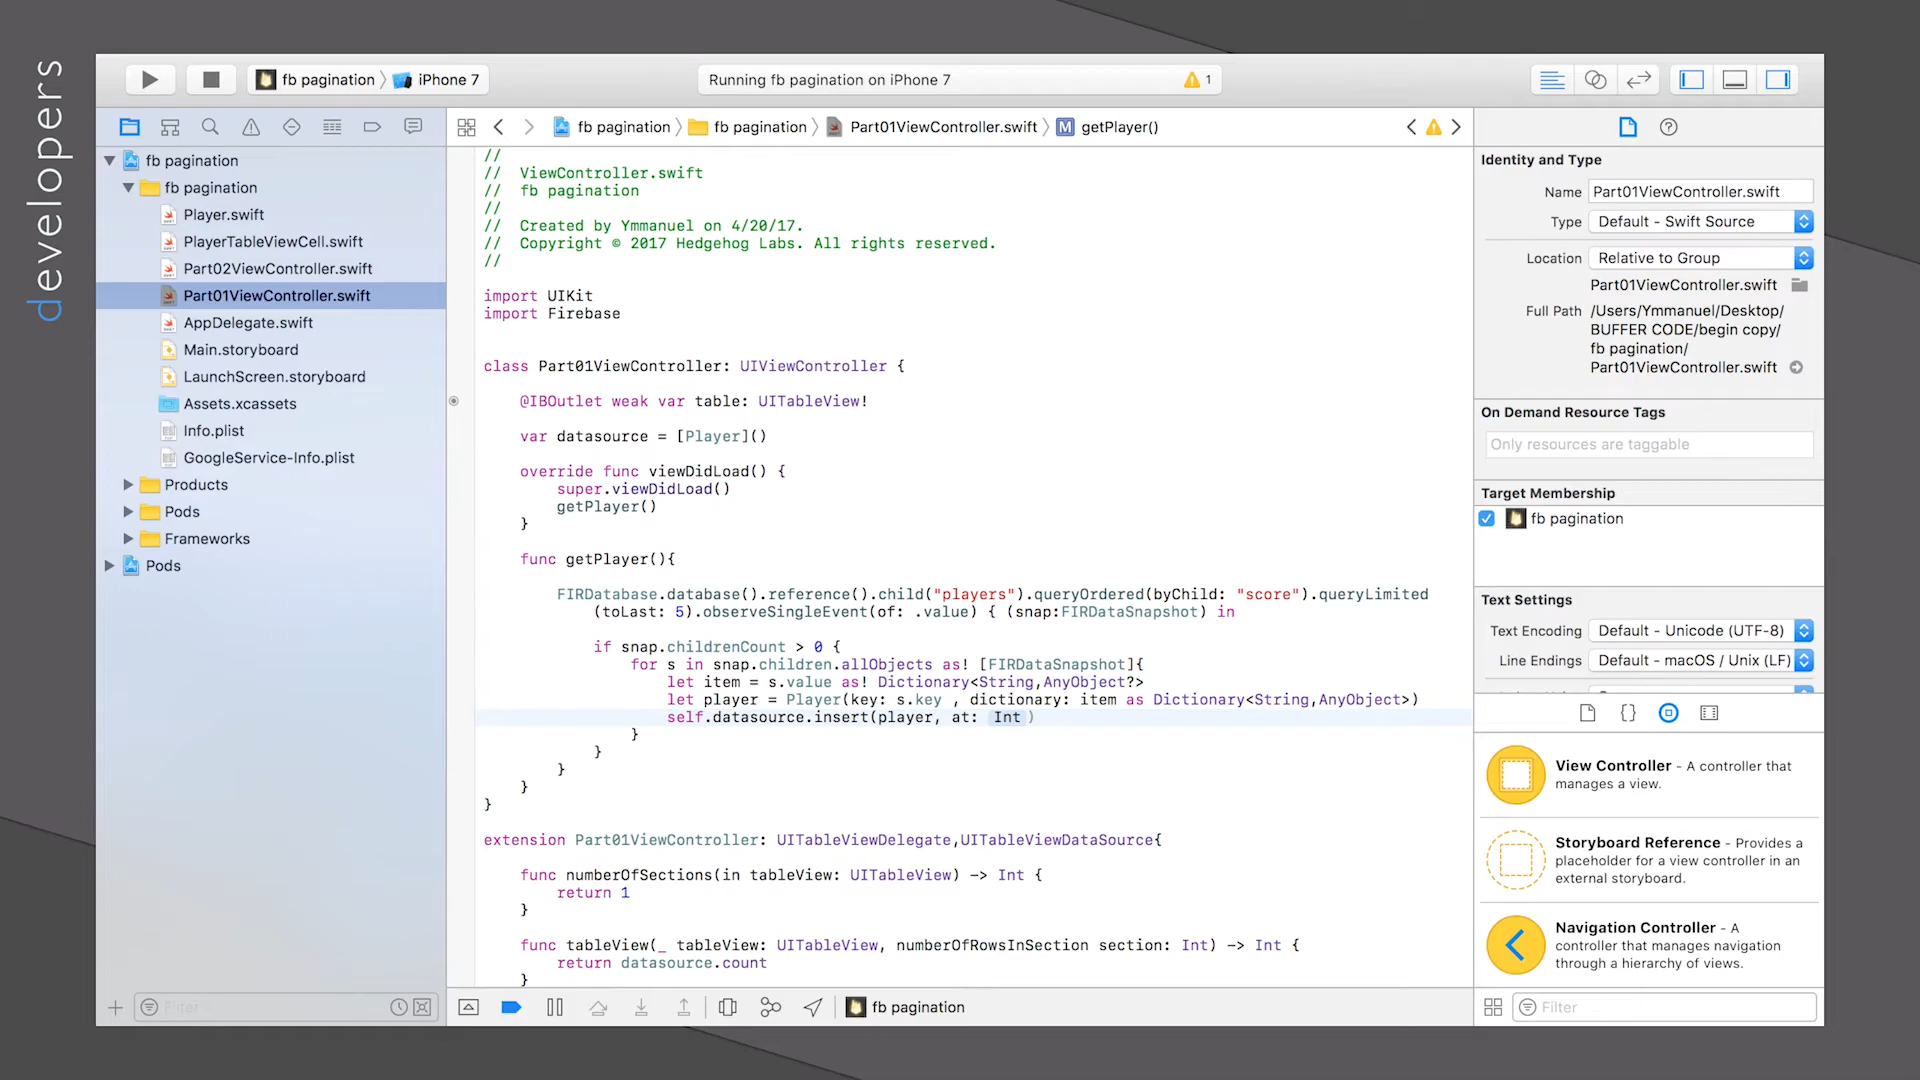 developers
fb pagination
iPhone 7
Running fb pagination on iPhone 7
1
fb pagination
fb pagination
Part01ViewController.swift
M
getPlayer()
fb pagination
fb pagination
Player.swift
PlayerTableViewCell.swift
Part02ViewController.swift
Part01ViewController.swift
AppDelegate.swift
Main.storyboard
LaunchScreen.storyboard
Assets.xcassets
Info.plist
GoogleService-Info.plist
Products
Pods
Frameworks
Pods
Filter
//
// ViewController.swift
// fb pagination
//
// Created by Ymmanuel on 4/20/17.
// Copyright © 2017 Hedgehog Labs. All rights reserved.
//
import UIKit
import Firebase
class Part01ViewController: UIViewController {
@IBOutlet weak var table: UITableView!
var datasource = [Player]()
override func viewDidLoad() {
super.viewDidLoad()
getPlayer()
}
func getPlayer(){
FIRDatabase.database().reference().child("players").queryOrdered(byChild: "score").queryLimited
(toLast: 5).observeSingleEvent(of: .value) { (snap:FIRDataSnapshot) in
if snap.childrenCount > 0 {
for s in snap.children.allObjects as! [FIRDataSnapshot]{
let item = s.value as! Dictionary<String,AnyObject?>
let player = Player(key: s.key , dictionary: item as Dictionary<String,AnyObject>)
self.datasource.insert(player, at: Int)
}
}
}
}
}
extension Part01ViewController: UITableViewDelegate,UITableViewDataSource{
func numberOfSections(in tableView: UITableView) -> Int {
return 1
}
func tableView(_ tableView: UITableView, numberOfRowsInSection section: Int) -> Int {
return datasource.count
}
fb pagination
Identity and Type
Name Part01ViewController.swift
Type Default - Swift Source
Location Relative to Group
Part01ViewController.swift
Full Path /Users/Ymmanuel/Desktop/
BUFFER CODE/begin copy/
fb pagination/
Part01ViewController.swift
On Demand Resource Tags
Only resources are taggable
Target Membership
fb pagination
Text Settings
Text Encoding Default - Unicode (UTF-8)
Line Endings Default - macOS / Unix (LF)
{}
View Controller - A controller that
manages a view.
Storyboard Reference - Provides a
placeholder for a view controller in an
external storyboard.
Navigation Controller - A
controller that manages navigation
through a hierarchy of views.
Filter